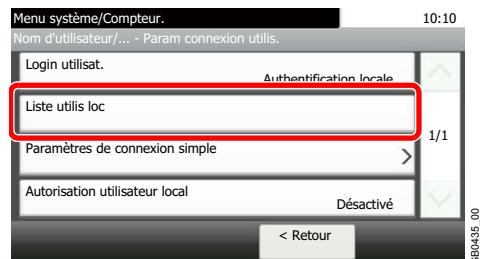 Menu système/Compteur.
10:10
Nom d'utilisateur/... - Param connexion utilis.
Login utilisat.
Authentification locale
Liste utilis loc
1/1
Paramètres de connexion simple
Autorisation utilisateur local
Désactivé
< Retour
GB0435_00